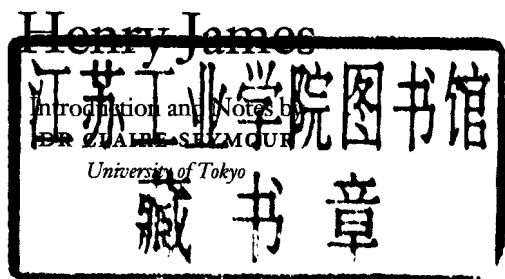 Henry James
江苏工业学院图书馆
Introduction and Notes by
DR CLAIRE SEYMOUR
University of Tokyo
藏书章